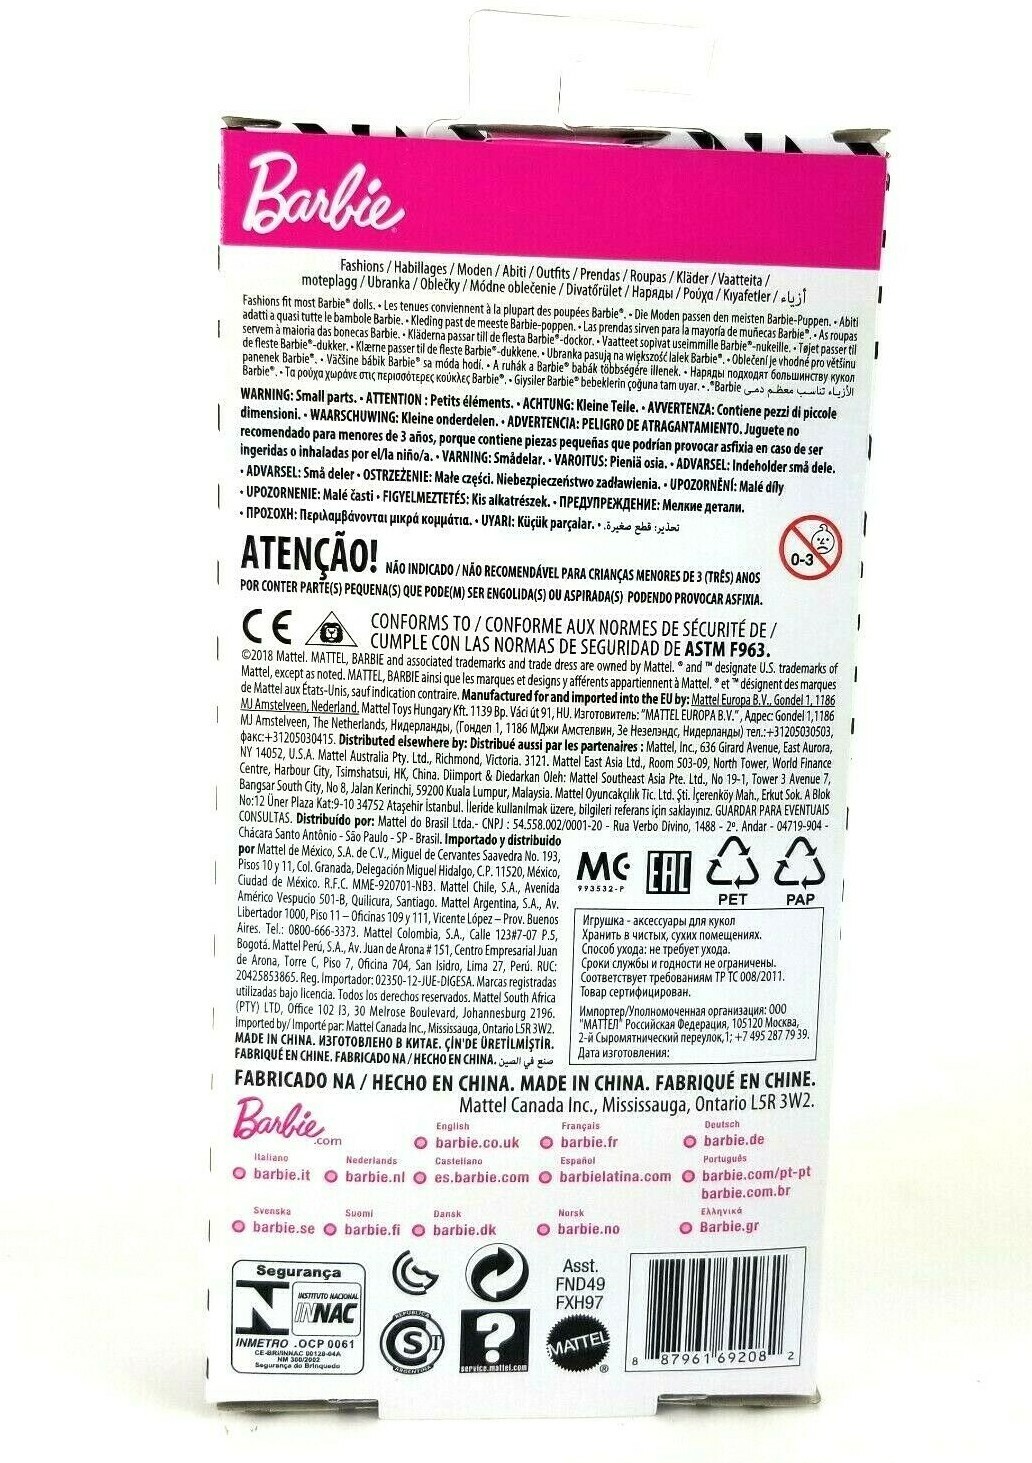 Barbie
Fashions / Habillages / Moden / Abiti / Outfits / Prendas / Roupas / Kläder / Vaatteita /
moteplagg / Ubranka / Oblečky / Módne oblečenie / Divatőrület / Наряды / Ρούχα / Kıyafetler / أزياء
Fashions fit most Barbie® dolls. • Les tenues conviennent à la plupart des poupées Barbie®. • Die Moden passen den meisten Barbie-Puppen. • Abiti
adatti a quasi tutte le bambole Barbie. • Kleding past de meeste Barbie-poppen. • Las prendas sirven para la mayoría de muñecas Barbie®. • As roupas
servem à maioria das bonecas Barbie. • Kläderna passar till de flesta Barbie®-dockor. • Vaatteet sopivat useimmille Barbie®-nukeille. • Tøjet passer til
de fleste Barbie®-dukker. • Klærne passer til de fleste Barbie®-dukkene. • Ubranka pasują na większość lalek Barbie®. • Oblečení je vhodné pro většinu
panenek Barbie®. • Väčšine bábik Barbie® sa móda hodí. • A ruhák a Barbie® babák többségére illenek. • Наряды подходят большинству кукол
Barbie®. • Τα ρούχα χωράνε στις περισσότερες κούκλες Barbie®. • Giysiler Barbie® bebeklerin çoğuna tam uyar. • الأزياء تناسب معظم دمى Barbie®.
WARNING: Small parts. • ATTENTION : Petits éléments. • ACHTUNG: Kleine Teile. • AVVERTENZA: Contiene pezzi di piccole
dimensioni. • WAARSCHUWING: Kleine onderdelen. • ADVERTENCIA: PELIGRO DE ATRAGANTAMIENTO. Juguete no
recomendado para menores de 3 años, porque contiene piezas pequeñas que podrían provocar asfixia en caso de ser
ingeridas o inhaladas por el/la niño/a. • VARNING: Smådelar. • VAROITUS: Pieniä osia. • ADVARSEL: Indeholder små dele.
• ADVARSEL: Små deler • OSTRZEŻENIE: Małe części. Niebezpieczeństwo zadławienia. • UPOZORNĚNÍ: Malé díly
• UPOZORNENIE: Malé časti • FIGYELMEZTETÉS: Kis alkatrészek. • ПРЕДУПРЕЖДЕНИЕ: Мелкие детали.
• ΠΡΟΣΟΧΗ: Περιλαμβάνονται μικρά κομμάτια. • UYARI: Küçük parçalar. • تحذير: قطع صغيرة.
0-3
ATENÇÃO! NÃO INDICADO / NÃO RECOMENDÁVEL PARA CRIANÇAS MENORES DE 3 (TRÊS) ANOS
POR CONTER PARTE(S) PEQUENA(S) QUE PODE(M) SER ENGOLIDA(S) OU ASPIRADA(S) PODENDO PROVOCAR ASFIXIA.
CE CONFORMS TO / CONFORME AUX NORMES DE SÉCURITÉ DE /
CUMPLE CON LAS NORMAS DE SEGURIDAD DE ASTM F963.
©2018 Mattel. MATTEL, BARBIE and associated trademarks and trade dress are owned by Mattel. ® and ™ designate U.S. trademarks of
Mattel, except as noted. MATTEL, BARBIE ainsi que les marques et designs y afférents appartiennent à Mattel. ® et ™ désignent des marques
de Mattel aux États-Unis, sauf indication contraire. Manufactured for and imported into the EU by: Mattel Europa B.V., Gondel 1, 1186
MJ Amstelveen, Nederland. Mattel Toys Hungary Kft. 1139 Bp. Váci út 91, HU. Изготовитель: "MATTEL EUROPA B.V.", Адрес: Gondel 1, 1186
MJ Amstelveen, The Netherlands, Нидерланды, (Гондел 1, 1186 МДжи Амстелвин, Зе Незелэндс, Нидерланды) тел.:+31205030503,
факс:+31205030415. Distributed elsewhere by: Distribué aussi par les partenaires : Mattel, Inc., 636 Girard Avenue, East Aurora,
NY 14052, U.S.A. Mattel Australia Pty. Ltd., Richmond, Victoria. 3121. Mattel East Asia Ltd., Room 503-09, North Tower, World Finance
Centre, Harbour City, Tsimshatsui, HK, China. Diimport & Diedarkan Oleh: Mattel Southeast Asia Pte. Ltd., No 19-1, Tower 3 Avenue 7,
Bangsar South City, No 8, Jalan Kerinchi, 59200 Kuala Lumpur, Malaysia. Mattel Oyuncakçılık Tic. Ltd. Şti. İçerenköy Mah., Erkut Sok. A Blok
No:12 Üner Plaza Kat:9-10 34752 Ataşehir İstanbul. İleride kullanılmak üzere, bilgileri referans için saklayınız. GUARDAR PARA EVENTUAIS
CONSULTAS. Distribuído por: Mattel do Brasil Ltda.- CNPJ : 54.558.002/0001-20 - Rua Verbo Divino, 1488 - 2º. Andar - 04719-904 -
Chácara Santo Antônio - São Paulo - SP - Brasil. Importado y distribuido
por Mattel de México, S.A. de C.V., Miguel de Cervantes Saavedra No. 193,
Pisos 10 y 11, Col. Granada, Delegación Miguel Hidalgo, C.P. 11520, México,
Ciudad de México. R.F.C. MME-920701-NB3. Mattel Chile, S.A., Avenida
Américo Vespucio 501-B, Quilicura, Santiago. Mattel Argentina, S.A., Av.
Libertador 1000, Piso 11 – Oficinas 109 y 111, Vicente López – Prov. Buenos
Aires. Tel.: 0800-666-3373. Mattel Colombia, S.A., Calle 123#7-07 P.5,
Bogotá. Mattel Perú, S.A., Av. Juan de Arona # 151, Centro Empresarial Juan
de Arona, Torre C, Piso 7, Oficina 704, San Isidro, Lima 27, Perú. RUC:
20425853865. Reg. Importador: 02350-12-JUE-DIGESA. Marcas registradas
utilizadas bajo licencia. Todos los derechos reservados. Mattel South Africa
(PTY) LTD, Office 102 I3, 30 Melrose Boulevard, Johannesburg 2196.
Imported by/ Importé par: Mattel Canada Inc., Mississauga, Ontario L5R 3W2.
MADE IN CHINA. ИЗГОТОВЛЕНО В КИТАЕ. ÇİN'DE ÜRETİLMİŞTİR.
FABRIQUÉ EN CHINE. FABRICADO NA / HECHO EN CHINA. صنع في الصين
MC
993532-P
EAC
PET
PAP
Игрушка - аксессуары для кукол
Хранить в чистых, сухих помещениях.
Способ ухода: не требует ухода.
Сроки службы и годности не ограничены.
Соответствует требованиям ТР ТС 008/2011.
Товар сертифицирован.
Импортер/Уполномоченная организация: ООО
"МАТТЕЛ" Российская Федерация, 105120 Москва,
2-й Сыромятнический переулок,1; +7 495 287 79 39.
Дата изготовления:
FABRICADO NA / HECHO EN CHINA. MADE IN CHINA. FABRIQUÉ EN CHINE.
Mattel Canada Inc., Mississauga, Ontario L5R 3W2.
Barbie.com
English
barbie.co.uk
Français
barbie.fr
Deutsch
barbie.de
Italiano
barbie.it
Nederlands
barbie.nl
Castellano
es.barbie.com
Español
barbielatina.com
Português
barbie.com/pt-pt
barbie.com.br
Svenska
barbie.se
Suomi
barbie.fi
Dansk
barbie.dk
Norsk
barbie.no
Ελληνικά
Barbie.gr
Segurança
INSTITUTO NACIONAL
INNAC
INMETRO .OCP 0061
CE-BRI/INNAC 00128-04A
NM 300/2002
Segurança do Brinquedo
REPUBLICA
S
ARGENTINA
?
service.mattel.com
Asst.
FND49
FXH97
MATTEL
®
8 87961 69208 2